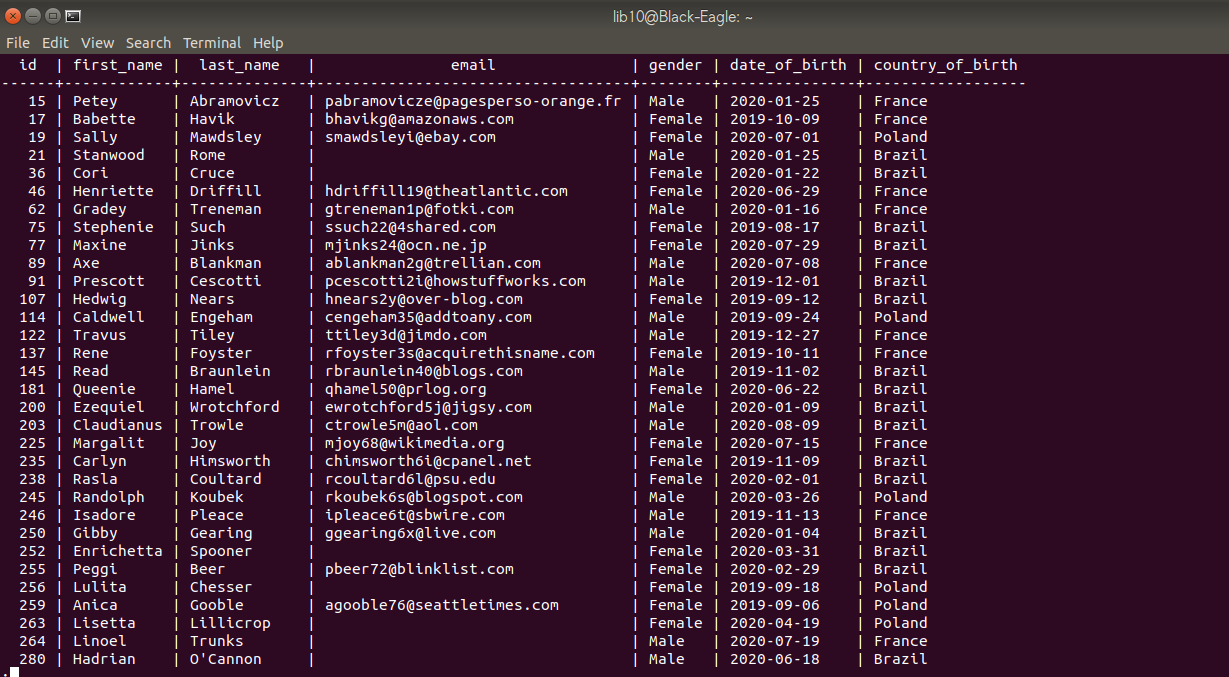 lib10@Black-Eagle: ~
File Edit View Search Terminal Help
  id  | first_name |  last_name   |               email               | gender | date_of_birth | country_of_birth
------+------------+--------------+-----------------------------------+--------+---------------+------------------
   15 | Petey      | Abramovicz   | pabramovicze@pagesperso-orange.fr | Male   | 2020-01-25    | France
   17 | Babette    | Havik        | bhavikg@amazonaws.com             | Female | 2019-10-09    | France
   19 | Sally      | Mawdsley     | smawdsleyi@ebay.com               | Female | 2020-07-01    | Poland
   21 | Stanwood   | Rome         |                                   | Male   | 2020-01-25    | Brazil
   36 | Cori       | Cruce        |                                   | Female | 2020-01-22    | Brazil
   46 | Henriette  | Driffill     | hdriffill19@theatlantic.com       | Female | 2020-06-29    | France
   62 | Gradey     | Treneman     | gtreneman1p@fotki.com             | Male   | 2020-01-16    | France
   75 | Stephenie  | Such         | ssuch22@4shared.com               | Female | 2019-08-17    | Brazil
   77 | Maxine     | Jinks        | mjinks24@ocn.ne.jp                | Female | 2020-07-29    | Brazil
   89 | Axe        | Blankman     | ablankman2g@trellian.com          | Male   | 2020-07-08    | France
   91 | Prescott   | Cescotti     | pcescotti2i@howstuffworks.com     | Male   | 2019-12-01    | Brazil
  107 | Hedwig     | Nears        | hnears2y@over-blog.com            | Female | 2019-09-12    | Brazil
  114 | Caldwell   | Engeham      | cengeham35@addtoany.com           | Male   | 2019-09-24    | Poland
  122 | Travus     | Tiley        | ttiley3d@jimdo.com                | Male   | 2019-12-27    | France
  137 | Rene       | Foyster      | rfoyster3s@acquirethisname.com    | Female | 2019-10-11    | France
  145 | Read       | Braunlein    | rbraunlein40@blogs.com            | Male   | 2019-11-02    | Brazil
  181 | Queenie    | Hamel        | qhamel50@prlog.org                | Female | 2020-06-22    | Brazil
  200 | Ezequiel   | Wrotchford   | ewrotchford5j@jigsy.com           | Male   | 2020-01-09    | Brazil
  203 | Claudianus | Trowle       | ctrowle5m@aol.com                 | Male   | 2020-08-09    | Brazil
  225 | Margalit   | Joy          | mjoy68@wikimedia.org              | Female | 2020-07-15    | France
  235 | Carlyn     | Himsworth    | chimsworth6i@cpanel.net           | Female | 2019-11-09    | Brazil
  238 | Rasla      | Coultard     | rcoultard6l@psu.edu               | Female | 2020-02-01    | Brazil
  245 | Randolph   | Koubek       | rkoubek6s@blogspot.com            | Male   | 2020-03-26    | Poland
  246 | Isadore    | Pleace       | ipleace6t@sbwire.com              | Male   | 2019-11-13    | France
  250 | Gibby      | Gearing      | ggearing6x@live.com               | Male   | 2020-01-04    | Brazil
  252 | Enrichetta | Spooner      |                                   | Female | 2020-03-31    | Brazil
  255 | Peggi      | Beer         | pbeer72@blinklist.com             | Female | 2020-02-29    | Brazil
  256 | Lulita     | Chesser      |                                   | Female | 2019-09-18    | Poland
  259 | Anica      | Gooble       | agooble76@seattletimes.com        | Female | 2019-09-06    | Poland
  263 | Lisetta    | Lillicrop    |                                   | Female | 2020-04-19    | Poland
  264 | Linoel     | Trunks       |                                   | Male   | 2020-07-19    | France
  280 | Hadrian    | O'Cannon     |                                   | Male   | 2020-06-18    | Brazil